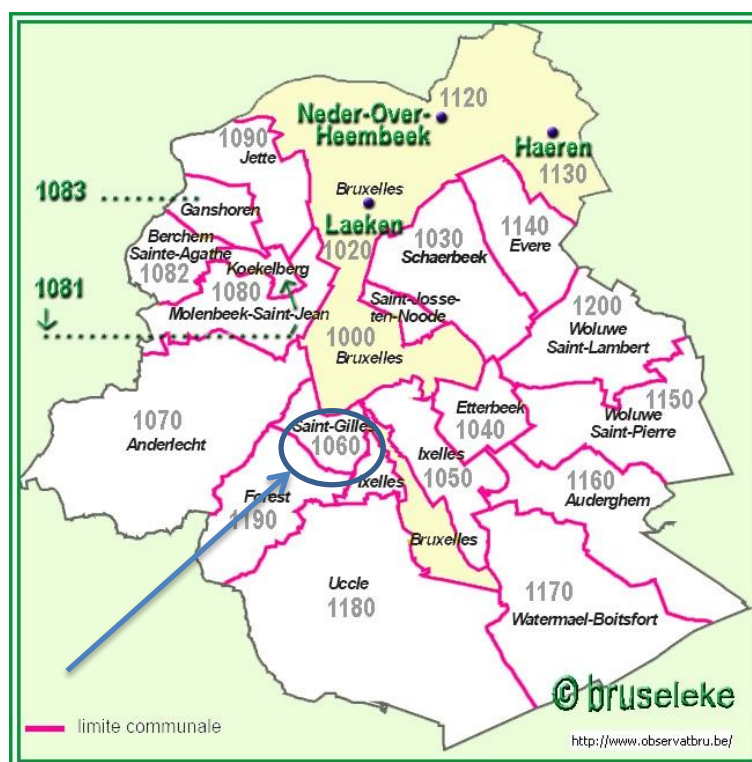 1120
Neder-Over-
Heembeek
1090
Jette
Haeren
1130
1083
Bruxelles
Ganshoren
Laeken
1020
1030
Schaerbeek
1140
Evere
Berchem
Sainte-Agathe
1082
Koekelberg
1081
1080
Molenbeek-Saint-Jean
Saint-Josse-
ten-Noode
1200
Woluwe
Saint-Lambert
1000
Bruxelles
1150
Woluwe
Saint-Pierre
1070
Anderlecht
Saint-Gilles
1060
Etterbeek
1040
Ixelles
1050
Ixelles
1160
Auderghem
Forest
1190
Bruxelles
Uccle
1180
1170
Watermael-Boitsfort
© bruseleke
limite communale
http://www.observatbru.be/